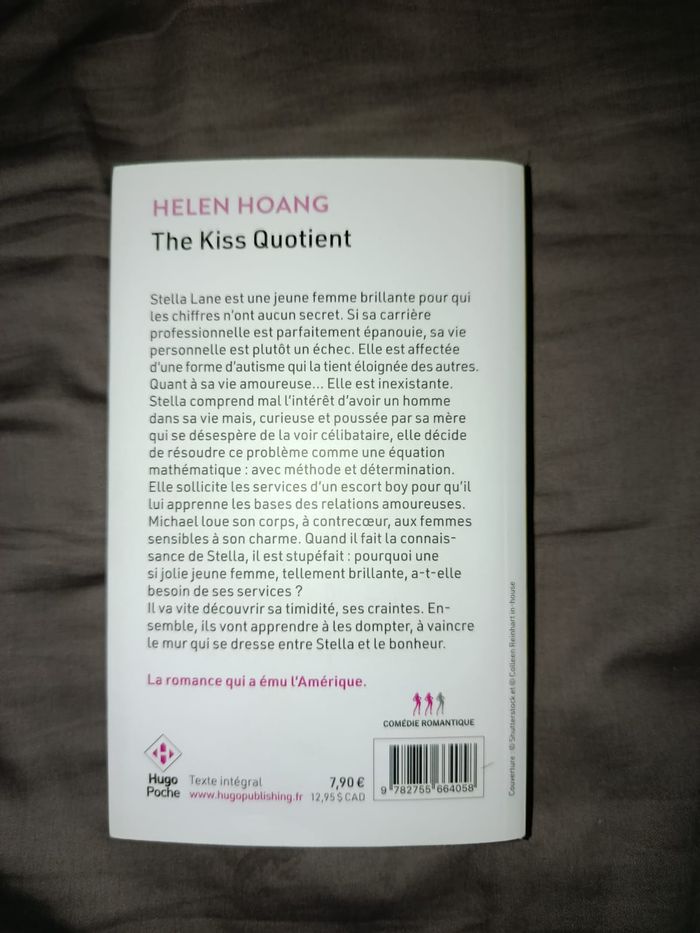 HELEN HOANG
The Kiss Quotient
Stella Lane est une jeune femme brillante pour qui
les chiffres n'ont aucun secret. Si sa carrière
professionnelle est parfaitement épanouie, sa vie
personnelle est plutôt un échec. Elle est affectée
d'une forme d'autisme qui la tient éloignée des autres.
Quant à sa vie amoureuse... Elle est inexistante.
Stella comprend mal l'intérêt d'avoir un homme
dans sa vie mais, curieuse et poussée par sa mère
qui se désespère de la voir célibataire, elle décide
de résoudre ce problème comme une équation
mathématique : avec méthode et détermination.
Elle sollicite les services d'un escort boy pour qu'il
lui apprenne les bases des relations amoureuses.
Michael loue son corps, à contrecœur, aux femmes
sensibles à son charme. Quand il fait la connais-
sance de Stella, il est stupéfait : pourquoi une
si jolie jeune femme, tellement brillante, a-t-elle
besoin de ses services ?
Il va vite découvrir sa timidité, ses craintes. En-
semble, ils vont apprendre à les dompter, à vaincre
le mur qui se dresse entre Stella et le bonheur.
La romance qui a ému l'Amérique.
COMÉDIE ROMANTIQUE
Hugo
Poche
Texte intégral
www.hugopublishing.fr
7,90 €
12,95 $ CAD
9 782755 664058
Couverture : © Shutterstock et © Colleen Reinhart in-house